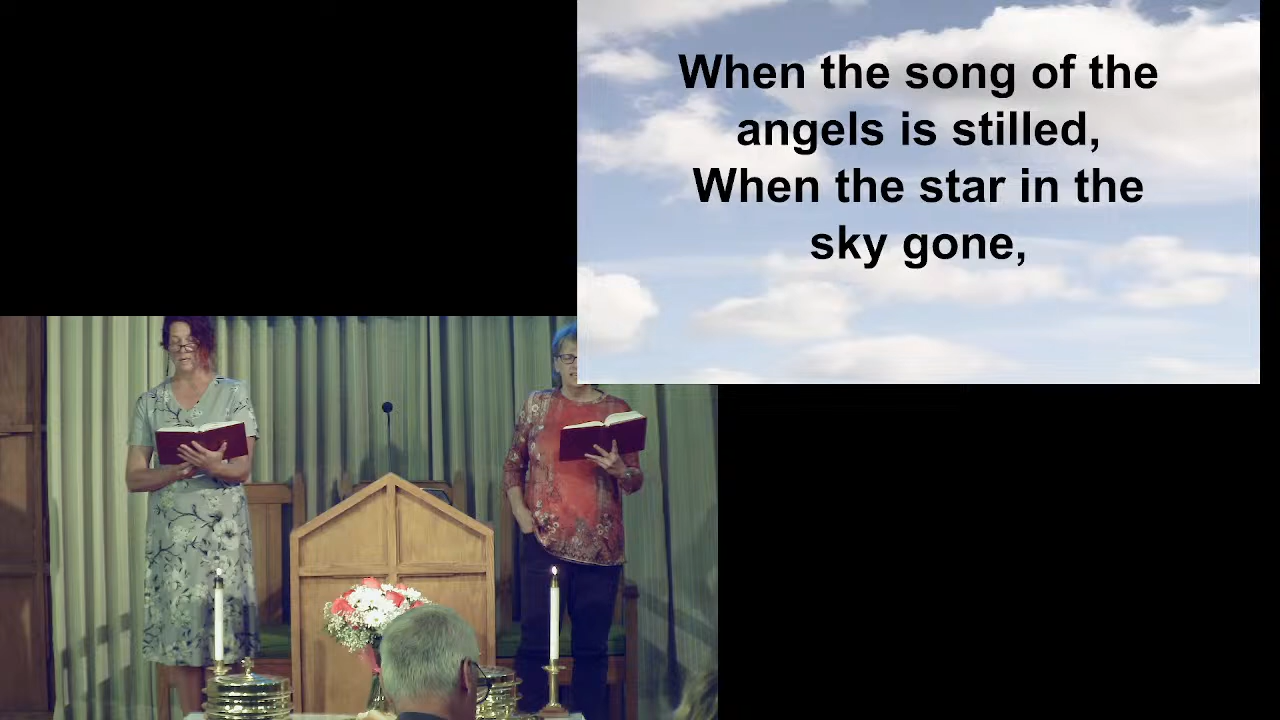 When the song of the
angels is stilled,
When the star in the
sky gone,